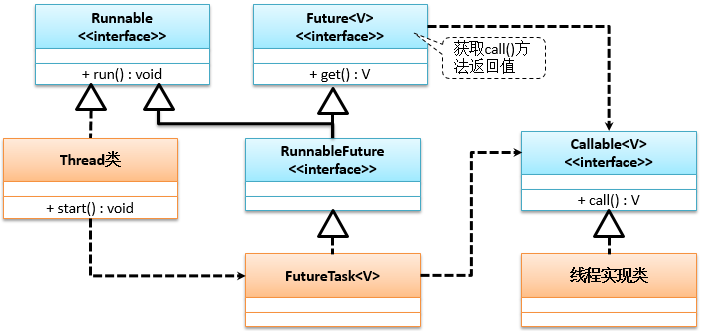 Runnable
<<interface>>
+ run() : void
Future<V>
<<interface>>
+ get() : V
获取call()方
法返回值
Thread类
+ start() : void
RunnableFuture
<<interface>>
Callable<V>
<<interface>>
+ call() : V
FutureTask<V>
线程实现类